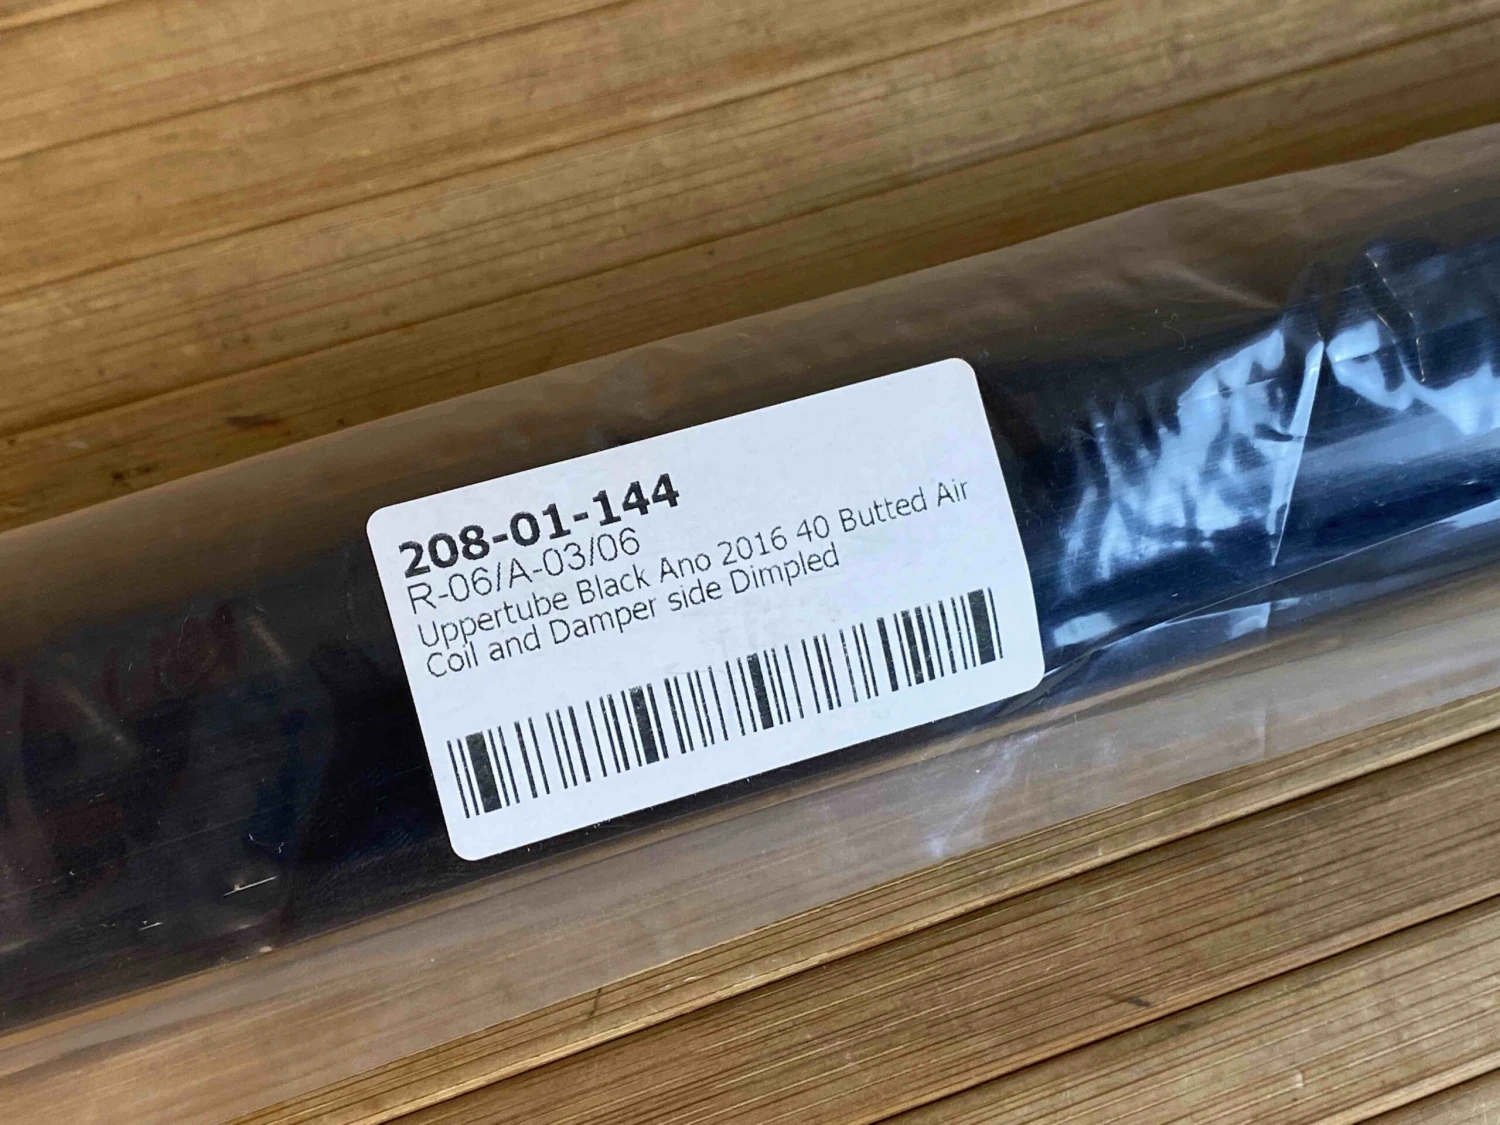 208-01-144
R-06/A-03/06
Uppertube Black Ano 2016 40 Butted Air
Coil and Damper side Dimpled